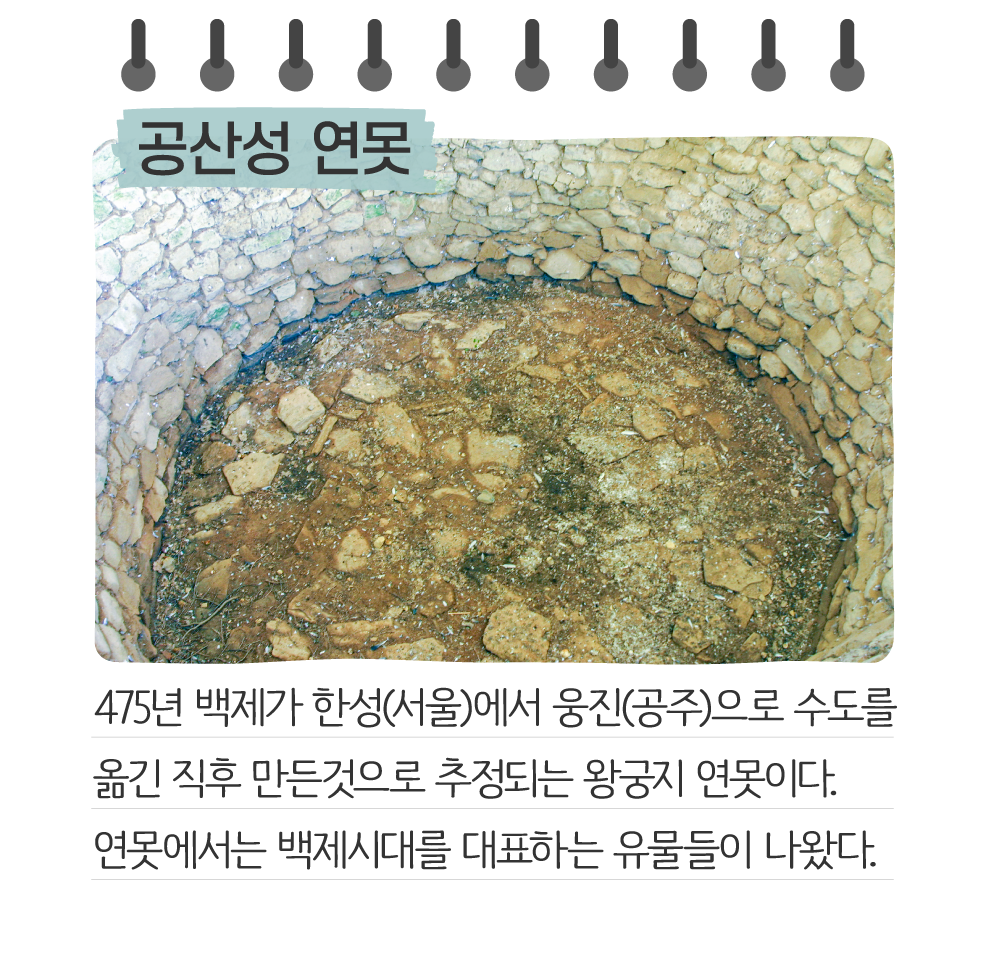 공산성 연못
475년 백제가 한성(서울)에서 웅진(공주)으로 수도를
옮긴 직후 만든것으로 추정되는 왕궁지 연못이다.
연못에서는 백제시대를 대표하는 유물들이 나왔다.